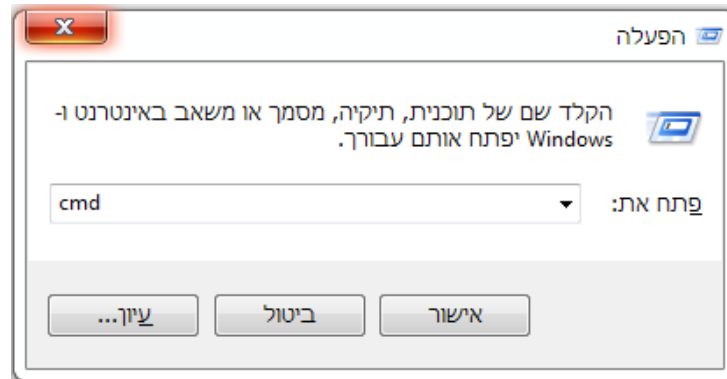 הפעלה
הקלד שם של תוכנית, תיקיה, מסמך או משאב באינטרנט ו-
Windows יפתח אותם עבורך.
פתח את:
cmd
אישור
ביטול
עיון...